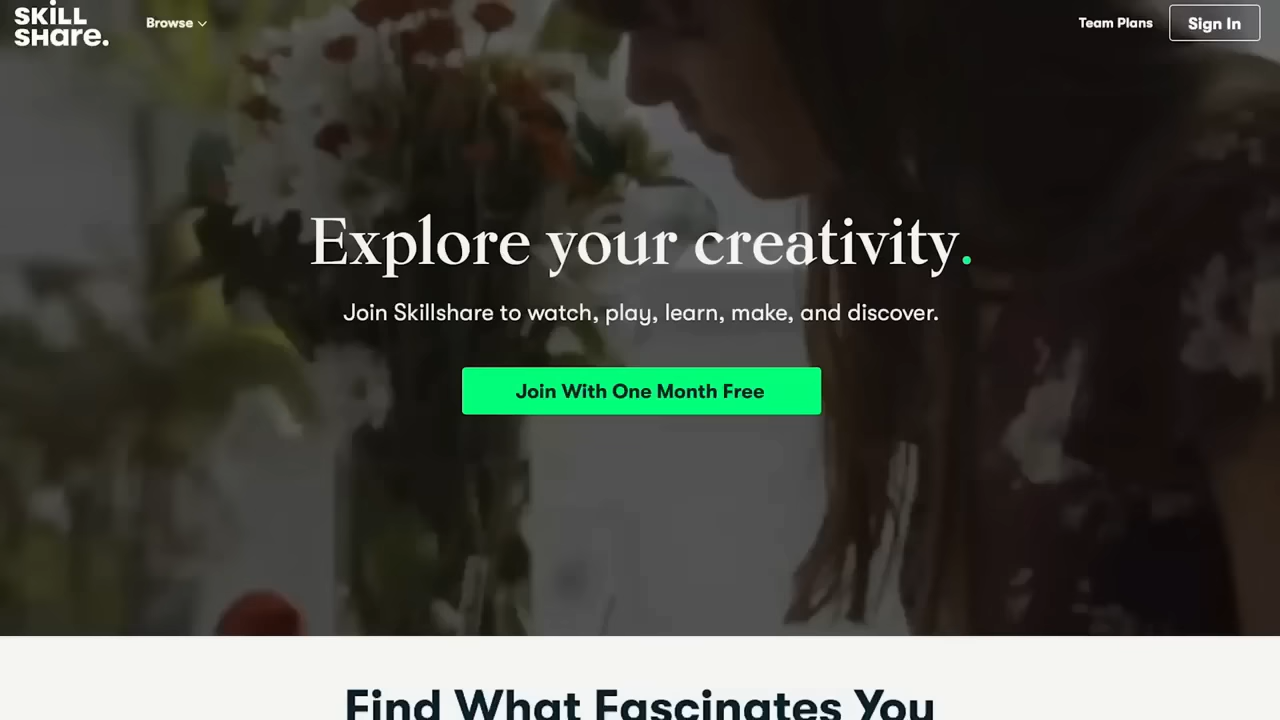 SKiLL
SHare.
Browse
Team Plans
Sign In
Explore your creativity.
Join Skillshare to watch, play, learn, make, and discover.
Join With One Month Free
Find What Fascinates You